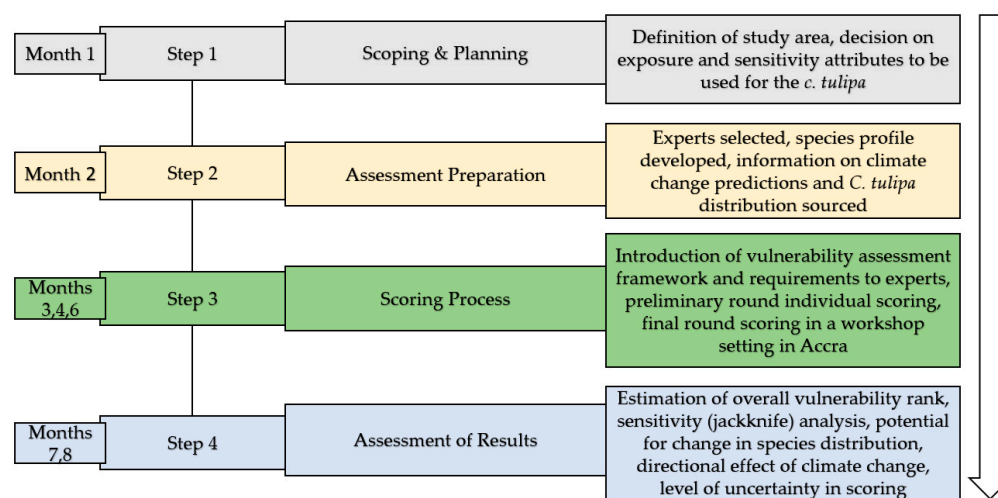 Month 1
Step 1
Scoping & Planning
Definition of study area, decision on
exposure and sensitivity attributes to be
used for the c. tulipa
Month 2
Step 2
Assessment Preparation
Experts selected, species profile
developed, information on climate
change predictions and C. tulipa
distribution sourced
Months
3,4,6
Step 3
Scoring Process
Introduction of vulnerability assessment
framework and requirements to experts,
preliminary round individual scoring,
final round scoring in a workshop
setting in Accra
Months
7,8
Step 4
Assessment of Results
Estimation of overall vulnerability rank,
sensitivity (jackknife) analysis, potential
for change in species distribution,
directional effect of climate change,
level of uncertainty in scoring